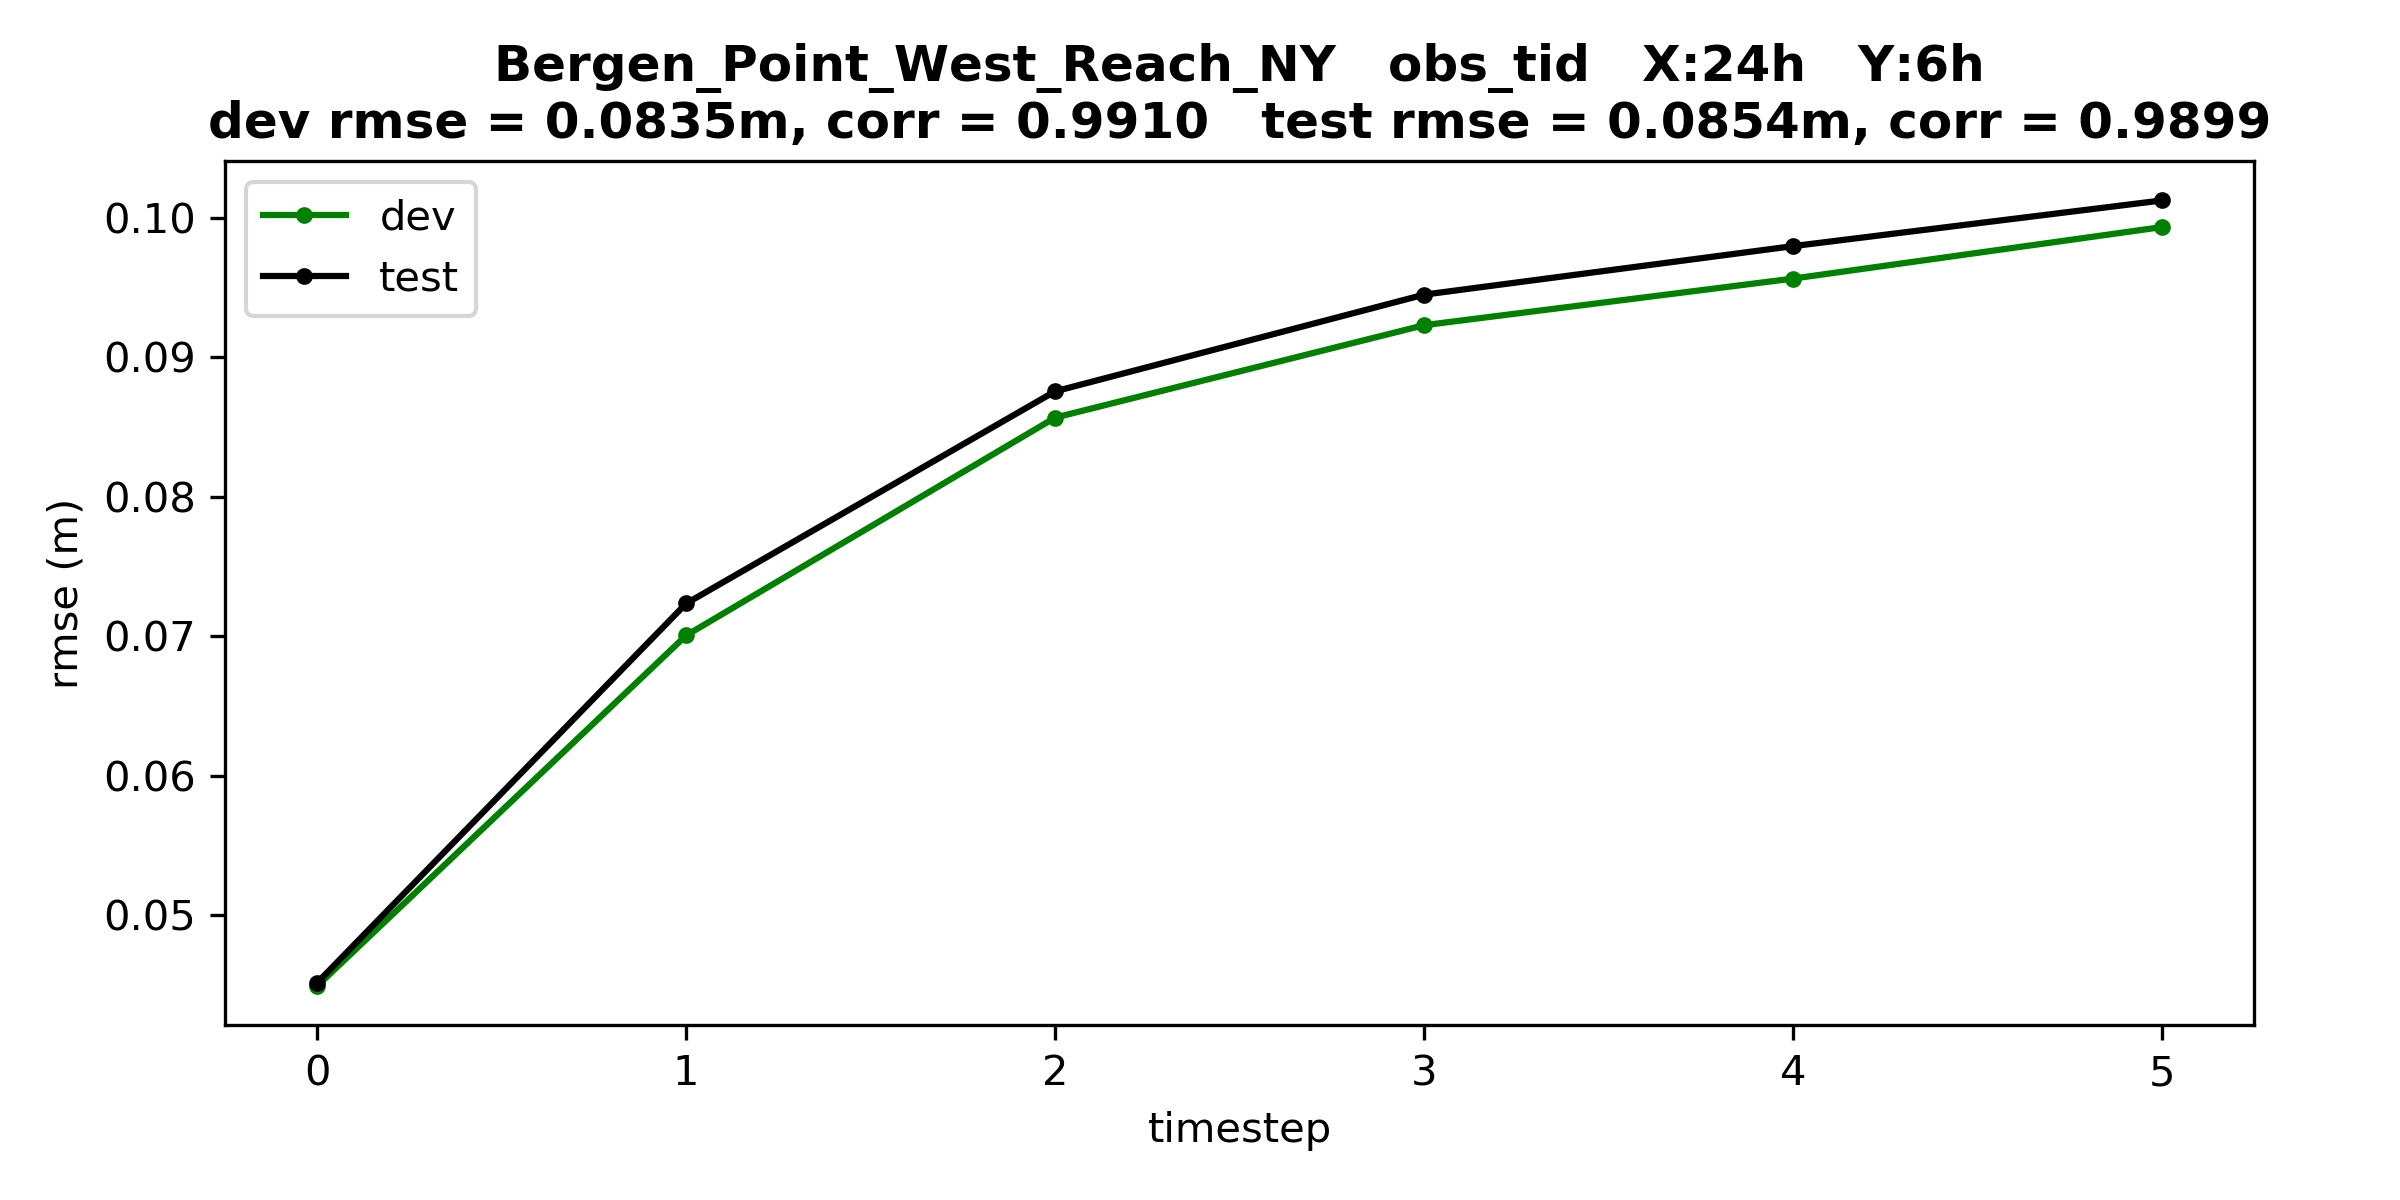 Bergen_Point_West_Reach_NY   obs_tid   X:24h   Y:6h
dev rmse = 0.0835m, corr = 0.9910   test rmse = 0.0854m, corr = 0.9899
dev
test
0.10
0.09
0.08
0.07
0.06
0.05
rmse (m)
0 1 2 3 4 5
timestep